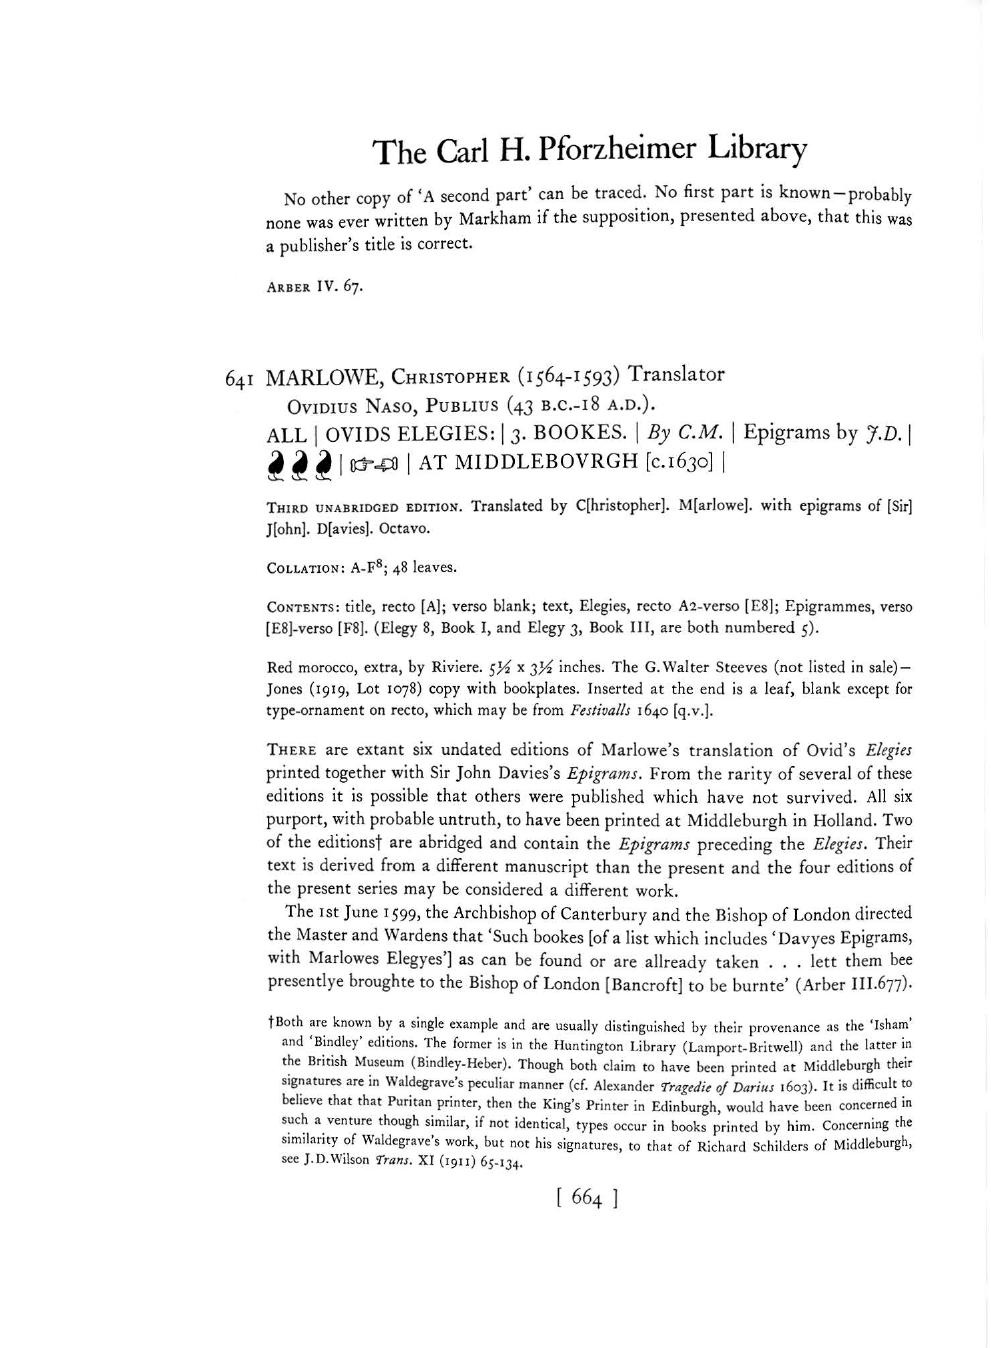 The Carl H. Pforzheimer Library
No other copy of ‘A second part’ can be traced. No first part is known—probably
none was ever written by Markham if the supposition, presented above, that this was
a publisher’s title is correct.
ARBER IV. 67.
641 MARLOWE, CHRISTOPHER (1564-1593) Translator
OVIDIUS NASO, PUBLIUS (43 B.C.-18 A.D.).
ALL | OVIDS ELEGIES: | 3. BOOKES. | By C.M. | Epigrams by J.D. |
| | AT MIDDLEBOVRGH [c.1630] |
THIRD UNABRIDGED EDITION. Translated by C[hristopher]. M[arlowe]. with epigrams of [Sir]
J[ohn]. D[avies]. Octavo.
COLLATION: A-F⁸; 48 leaves.
CONTENTS: title, recto [A]; verso blank; text, Elegies, recto A2-verso [E8]; Epigrammes, verso
[E8]-verso [F8]. (Elegy 8, Book I, and Elegy 3, Book III, are both numbered 5).
Red morocco, extra, by Riviere. 5½ x 3½ inches. The G.Walter Steeves (not listed in sale)—
Jones (1919, Lot 1078) copy with bookplates. Inserted at the end is a leaf, blank except for
type-ornament on recto, which may be from Festivalls 1640 [q.v.].
THERE are extant six undated editions of Marlowe’s translation of Ovid’s Elegies
printed together with Sir John Davies’s Epigrams. From the rarity of several of these
editions it is possible that others were published which have not survived. All six
purport, with probable untruth, to have been printed at Middleburgh in Holland. Two
of the editions† are abridged and contain the Epigrams preceding the Elegies. Their
text is derived from a different manuscript than the present and the four editions of
the present series may be considered a different work.
The 1st June 1599, the Archbishop of Canterbury and the Bishop of London directed
the Master and Wardens that ‘Such bookes [of a list which includes ‘Davyes Epigrams,
with Marlowes Elegyes’] as can be found or are allready taken . . . lett them bee
presentlye broughte to the Bishop of London [Bancroft] to be burnte’ (Arber III.677).
†Both are known by a single example and are usually distinguished by their provenance as the ‘Isham’
and ‘Bindley’ editions. The former is in the Huntington Library (Lamport-Britwell) and the latter in
the British Museum (Bindley-Heber). Though both claim to have been printed at Middleburgh their
signatures are in Waldegrave’s peculiar manner (cf. Alexander Tragedie of Darius 1603). It is difficult to
believe that that Puritan printer, then the King’s Printer in Edinburgh, would have been concerned in
such a venture though similar, if not identical, types occur in books printed by him. Concerning the
similarity of Waldegrave’s work, but not his signatures, to that of Richard Schilders of Middleburgh,
see J.D.Wilson Trans. XI (1911) 65-134.
[ 664 ]